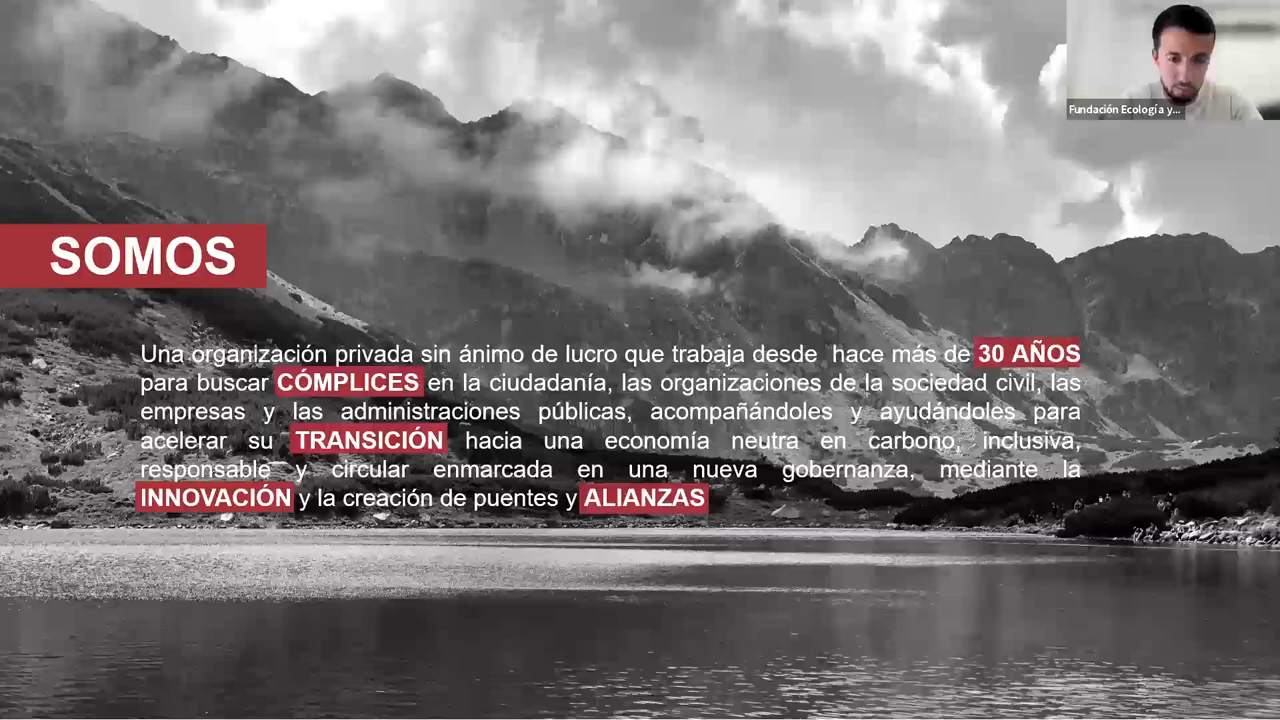 Fundación Ecología y...
SOMOS
Una organización privada sin ánimo de lucro que trabaja desde hace más de 30 AÑOS
para buscar CÓMPLICES en la ciudadanía, las organizaciones de la sociedad civil, las
empresas y las administraciones públicas, acompañándoles y ayudándoles para
acelerar su TRANSICIÓN hacia una economía neutra en carbono, inclusiva,
responsable y circular enmarcada en una nueva gobernanza, mediante la
INNOVACIÓN y la creación de puentes y ALIANZAS